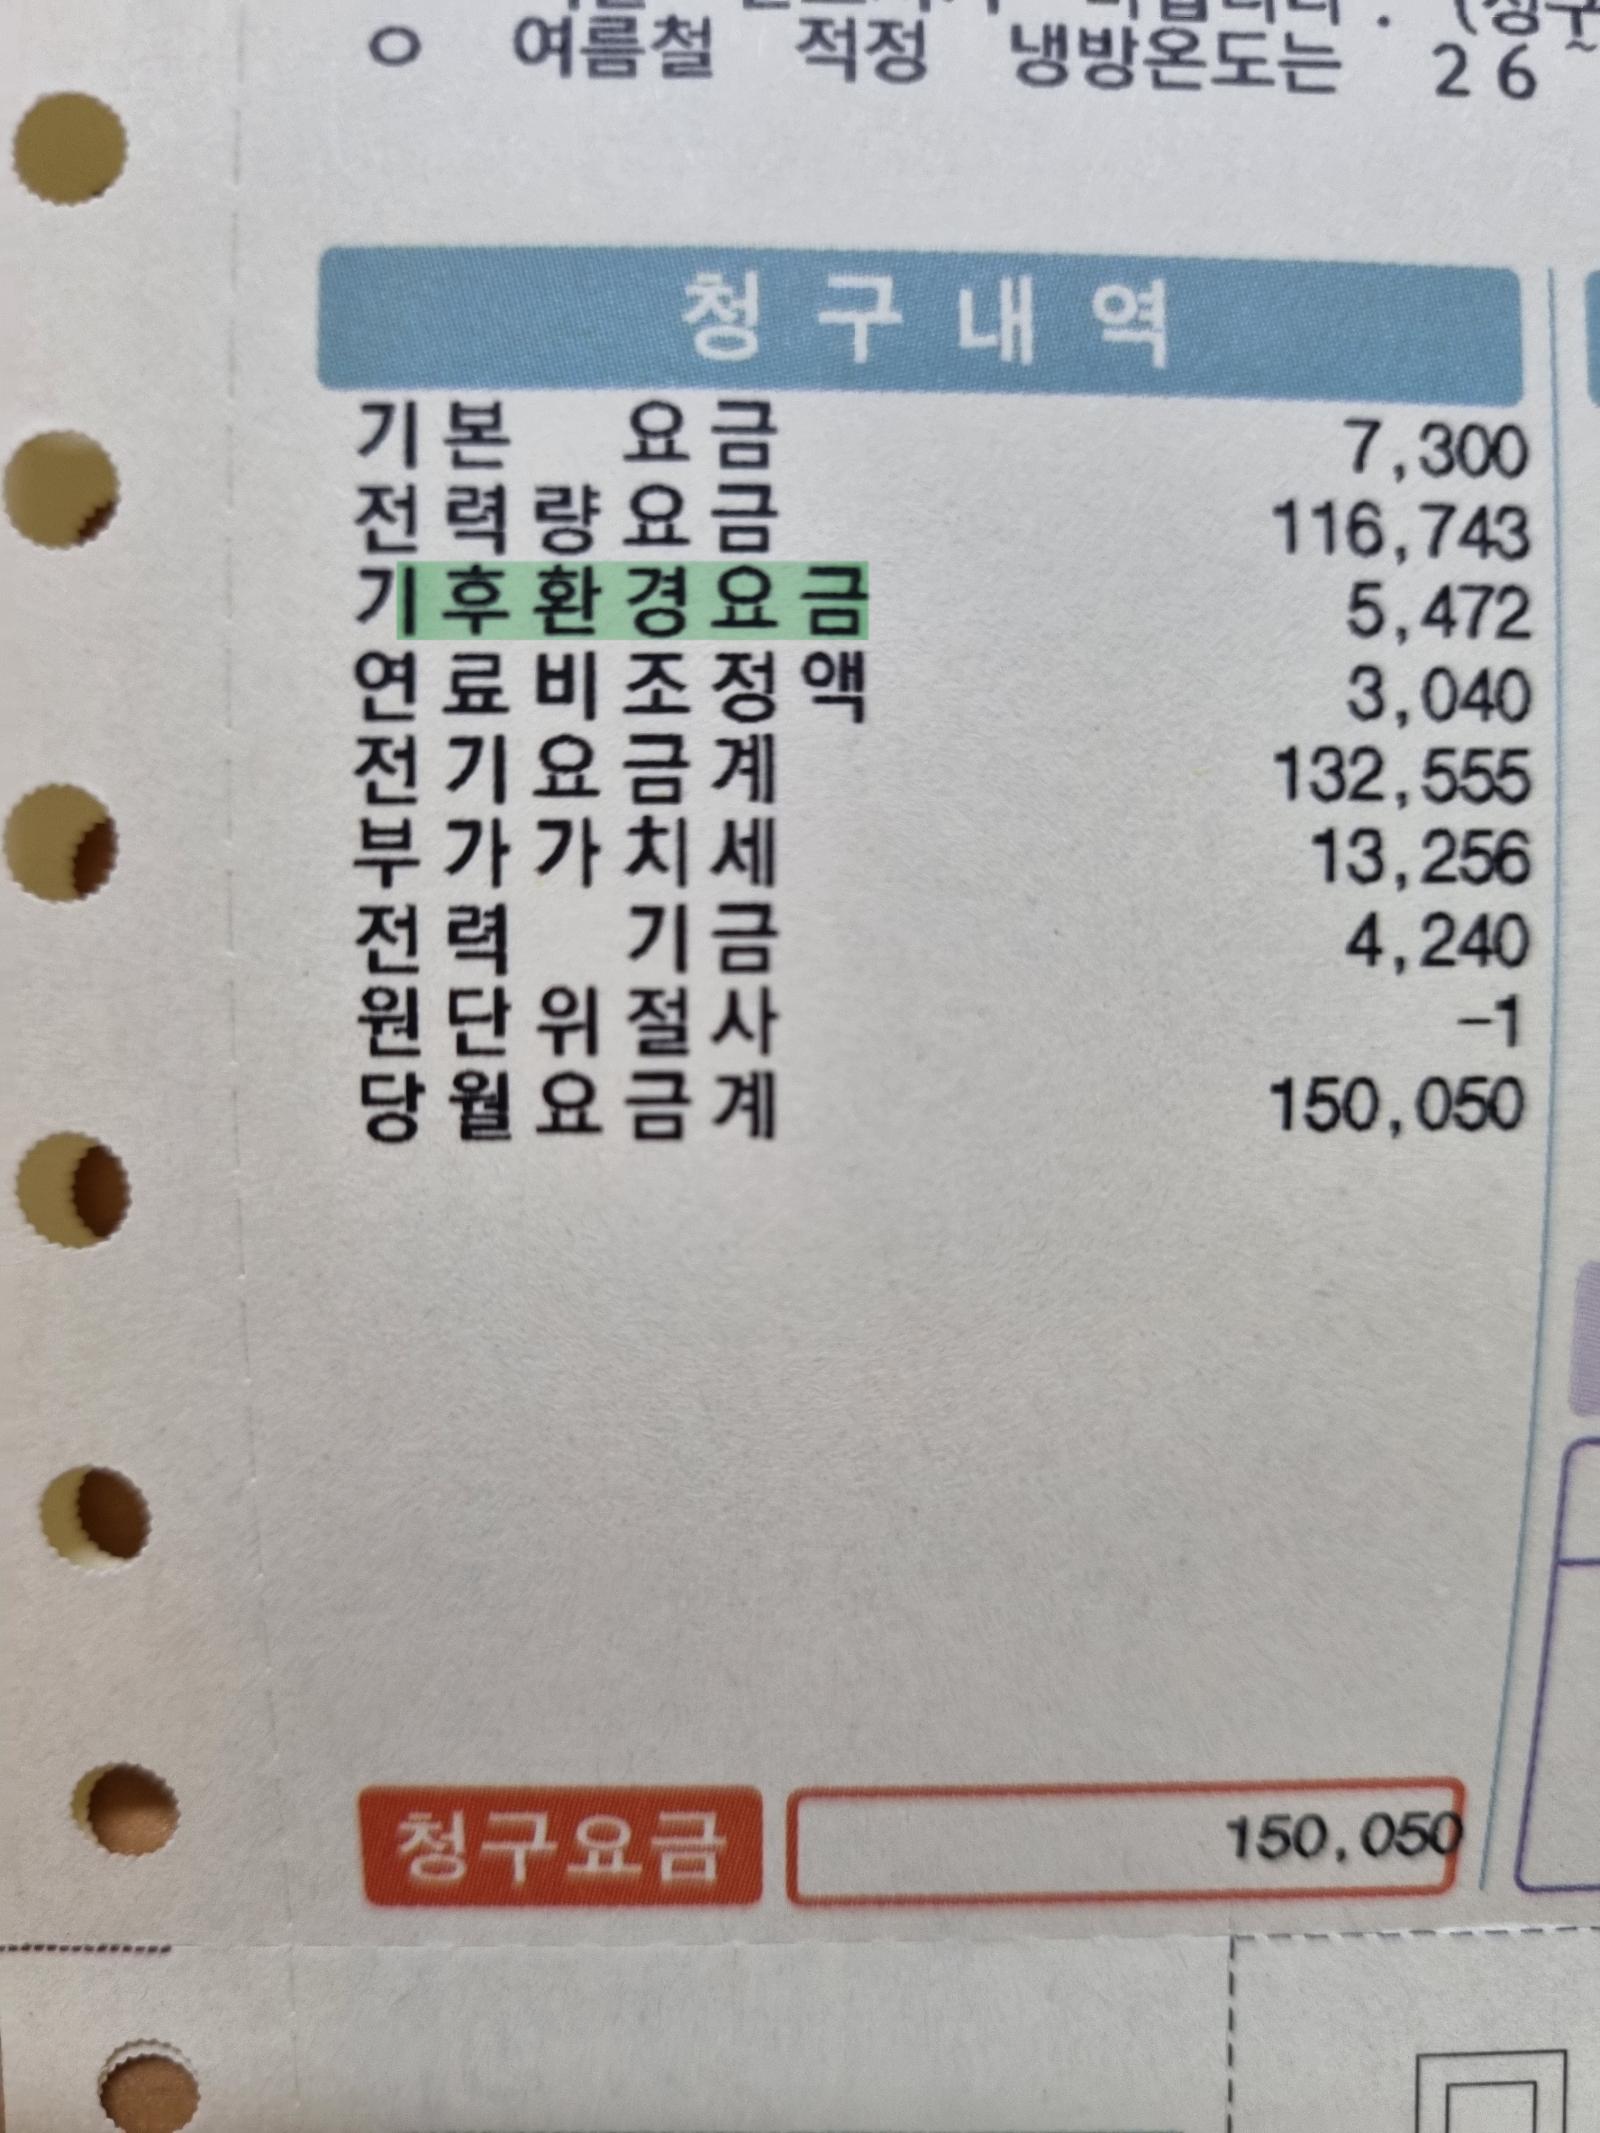 ㅇ 여름철 적정 냉방온도는 26~
청구내역
기본 요금 7,300
전력량요금 116,743
기후환경요금 5,472
연료비조정액 3,040
전기요금계 132,555
부가가치세 13,256
전력 기금 4,240
원단위절사 -1
당월요금계 150,050
청구요금 150,050